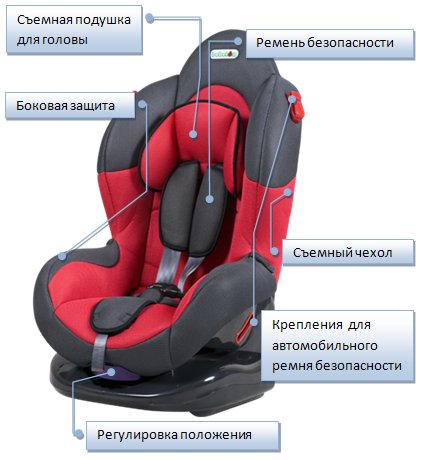 Съемная подушка
для головы
Ремень безопасности
Боковая защита
Съемный чехол
Крепления для
автомобильного
ремня безопасности
Регулировка положения